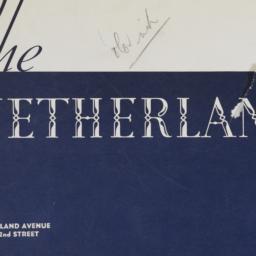 he
ETHERLAN
LAND AVENUE
2nd STREET